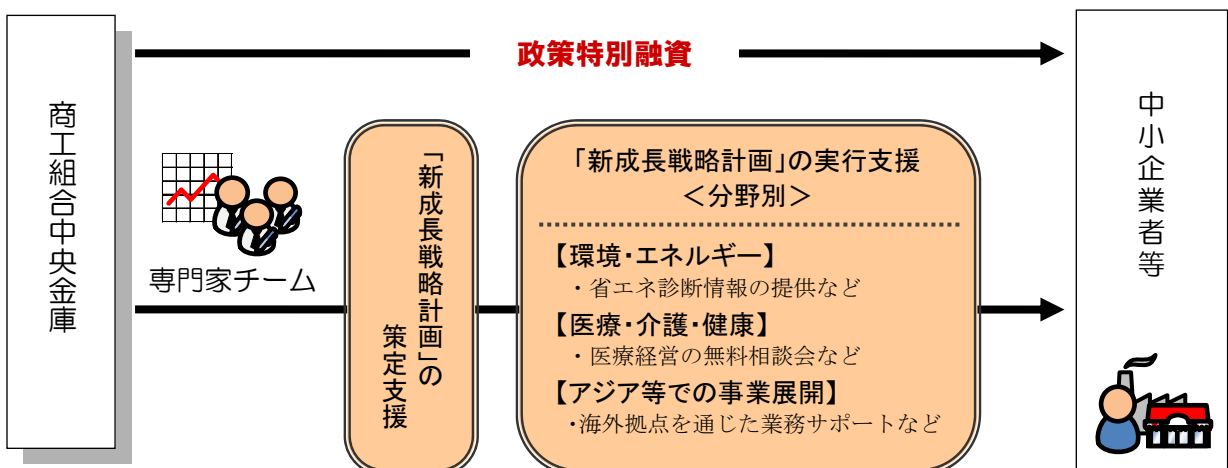 商工組合中央金庫
政策特別融資
専門家チーム
「新成長戦略計画」の
策定支援
「新成長戦略計画」の実行支援
＜分野別＞
【環境・エネルギー】
・省エネ診断情報の提供など
【医療・介護・健康】
・医療経営の無料相談会など
【アジア等での事業展開】
・海外拠点を通じた業務サポートなど
中小企業者等